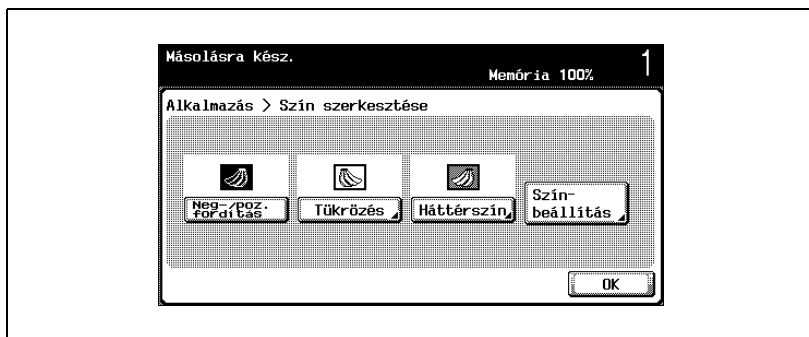 Másolásra kész.
Memória 100% 1
Alkalmazás > Szín szerkesztése
Neg-/poz.
fordítás
Tükrözés
Háttérszín
Szín-
beállítás
OK